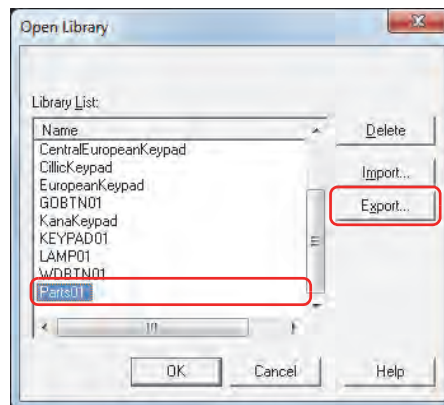 Open Library
Library List:
Name
CentralEuropeanKeypad
CillicKeypad
EuropeanKeypad
GOBTN01
KanaKeypad
KEYPAD01
LAMP01
WDBTN01
Parts01
Delete
Import...
Export...
OK
Cancel
Help